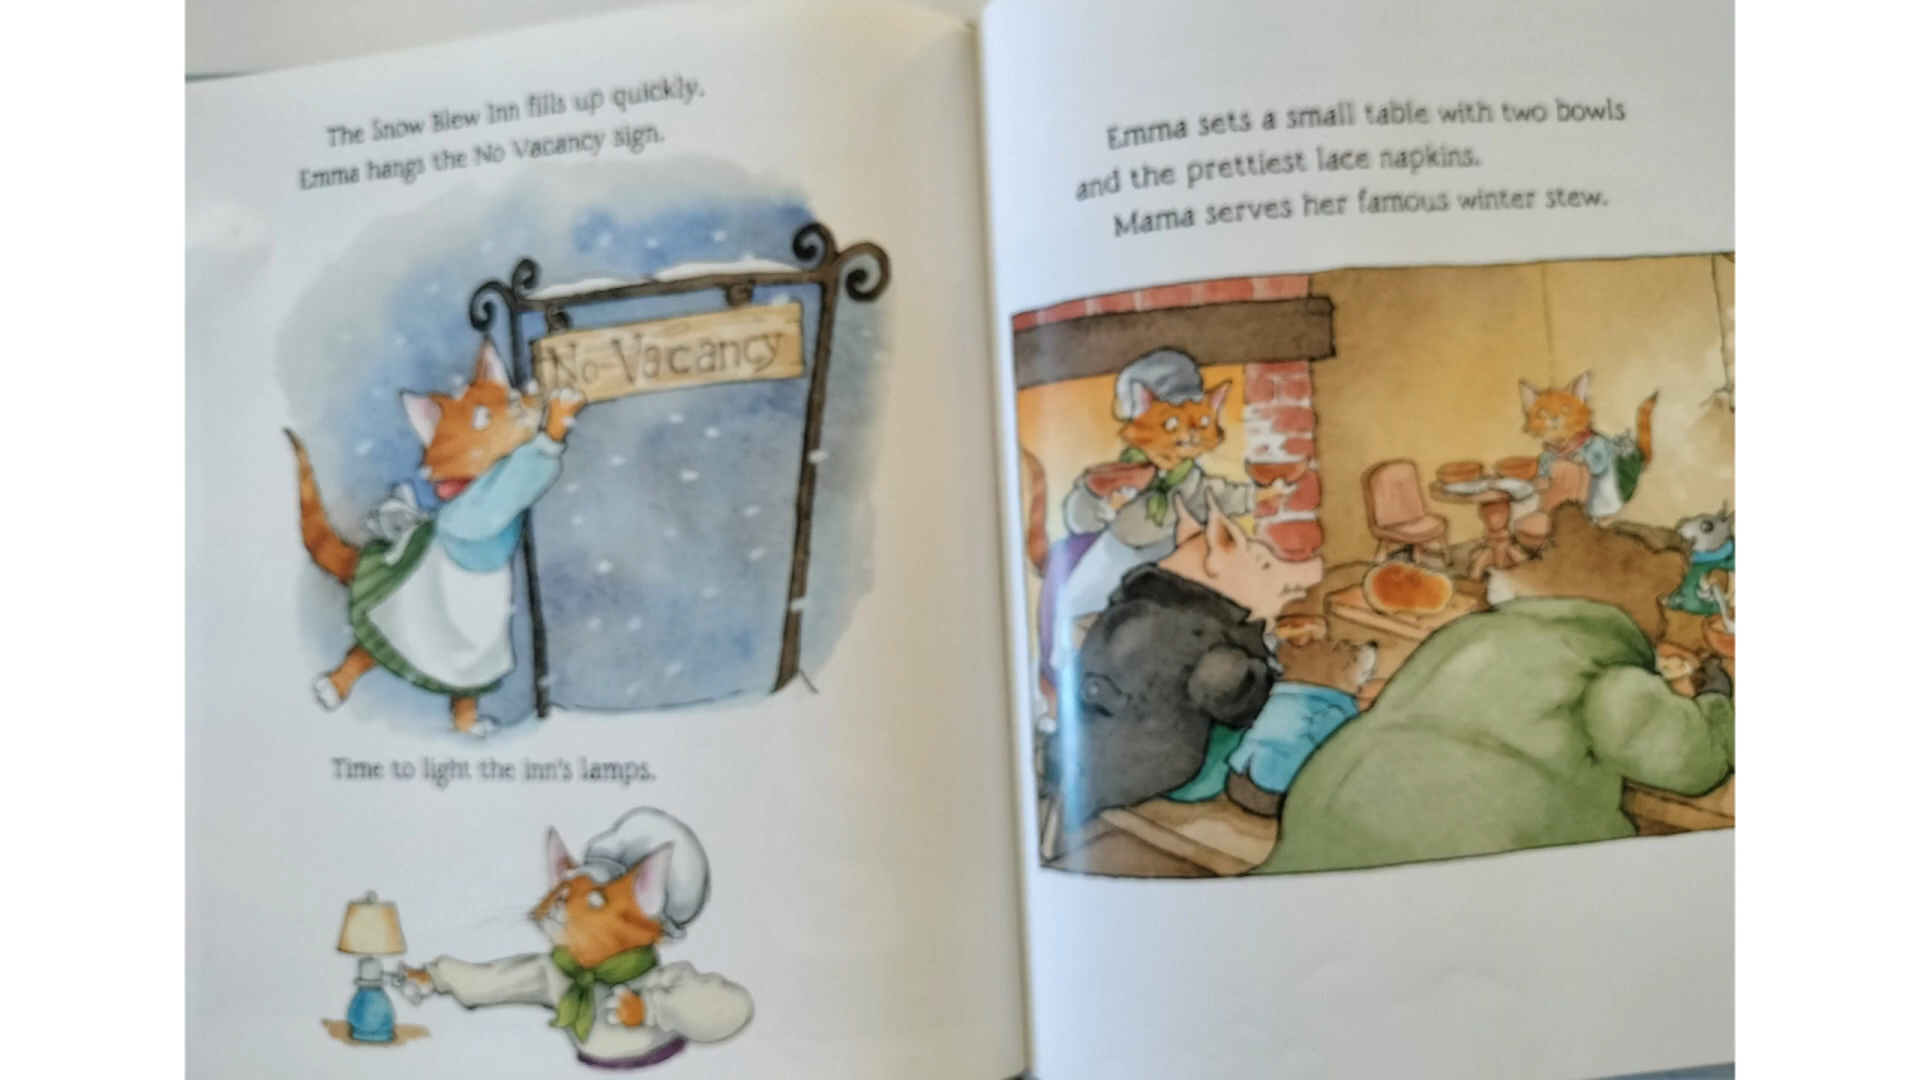 The Snow Blew Inn fills up quickly.
Emma hangs the No Vacancy sign.
No Vacancy
Time to light the inn's lamps.
Emma sets a small table with two bowls
and the prettiest lace napkins.
Mama serves her famous winter stew.